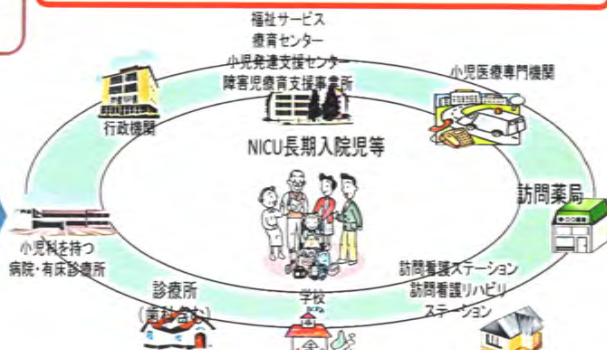 福祉サービス
療育センター
小児発達支援センター
障害児療育支援事業所
小児医療専門機関
行政機関
NICU長期入院児等
訪問薬局
小児科を持つ
病院・有床診療所
訪問看護ステーション
訪問看護リハビリ
ステーション
診療所
(歯科含む)
学校